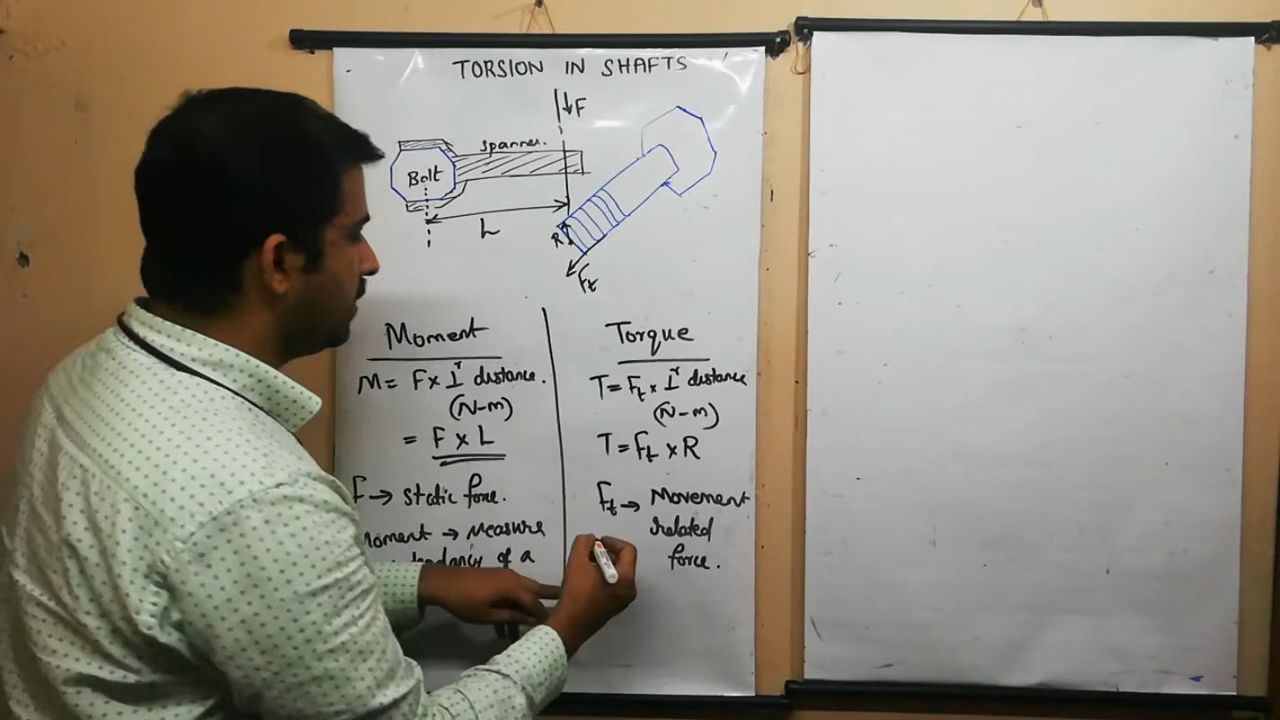 TORSION IN SHAFTS
F
spanner.
Bolt
L
R
Ft
Moment
M = F x ⊥r distance.
(N-m)
= F x L
F → static force.
Moment → Measure
tendancy of a
Torque
T = Ft x ⊥r distance
(N-m)
T = Ft x R
Ft → Movement
related
force.